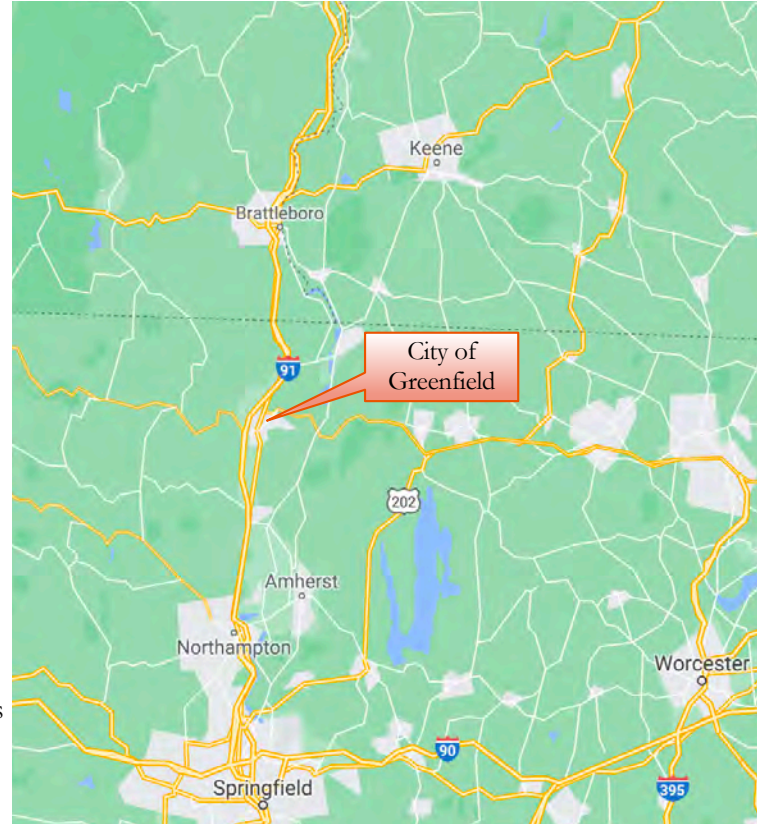 Keene
Brattleboro
City of
Greenfield
91
202
Amherst
Northampton
Worcester
s
90
Springfield
395